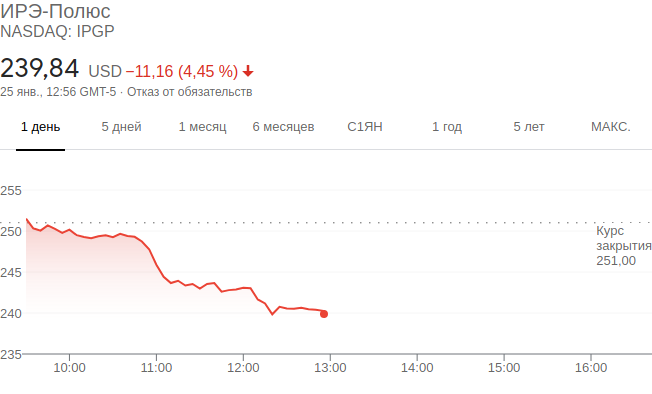 ИРЭ-Полюс
NASDAQ: IPGP
239,84 USD −11,16 (4,45 %)
25 янв., 12:56 GMT-5 · Отказ от обязательств
1 день 5 дней 1 месяц 6 месяцев С1ЯН 1 год 5 лет МАКС.
255
250
245
240
235
Курс
закрытия
251,00
10:00 11:00 12:00 13:00 14:00 15:00 16:00